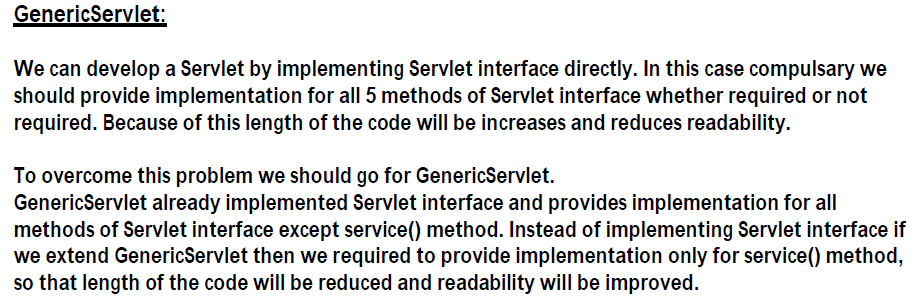 GenericServlet:
We can develop a Servlet by implementing Servlet interface directly. In this case compulsary we
should provide implementation for all 5 methods of Servlet interface whether required or not
required. Because of this length of the code will be increases and reduces readability.
To overcome this problem we should go for GenericServlet.
GenericServlet already implemented Servlet interface and provides implementation for all
methods of Servlet interface except service() method. Instead of implementing Servlet interface if
we extend GenericServlet then we required to provide implementation only for service() method,
so that length of the code will be reduced and readability will be improved.